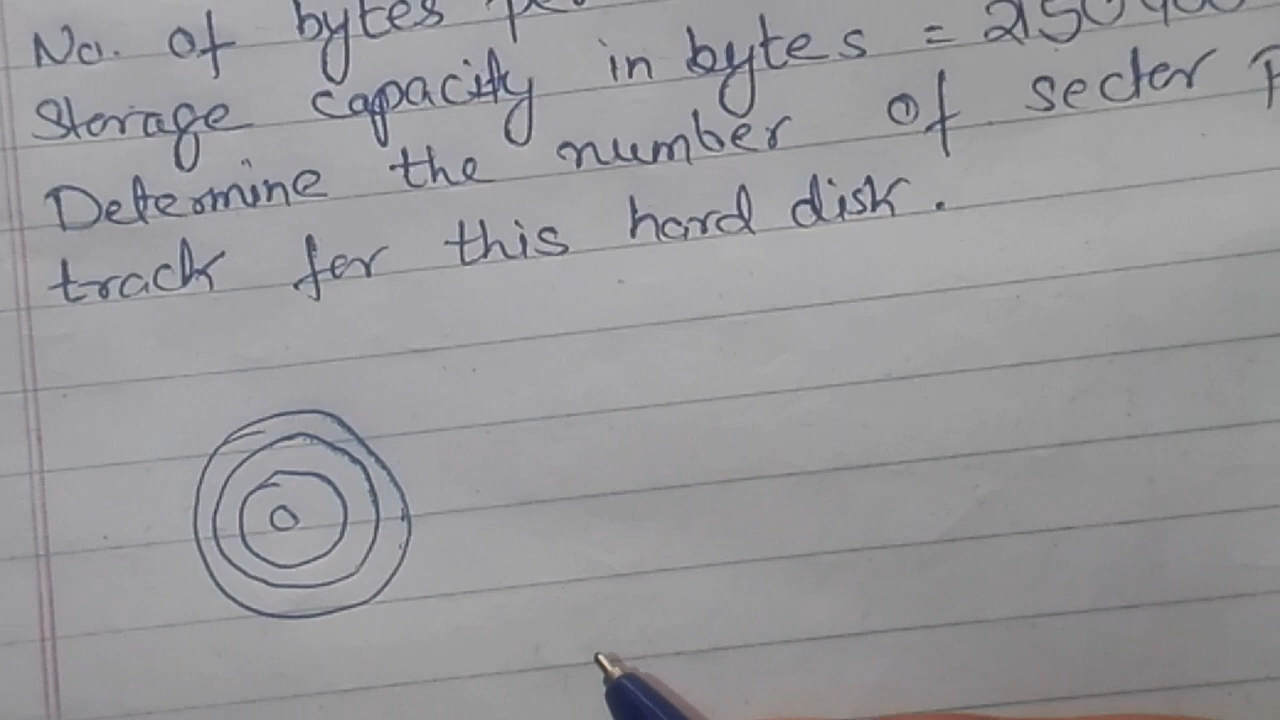 No. of bytes
Storage capacity in bytes =
Determine the number of sector
track for this hard disk.